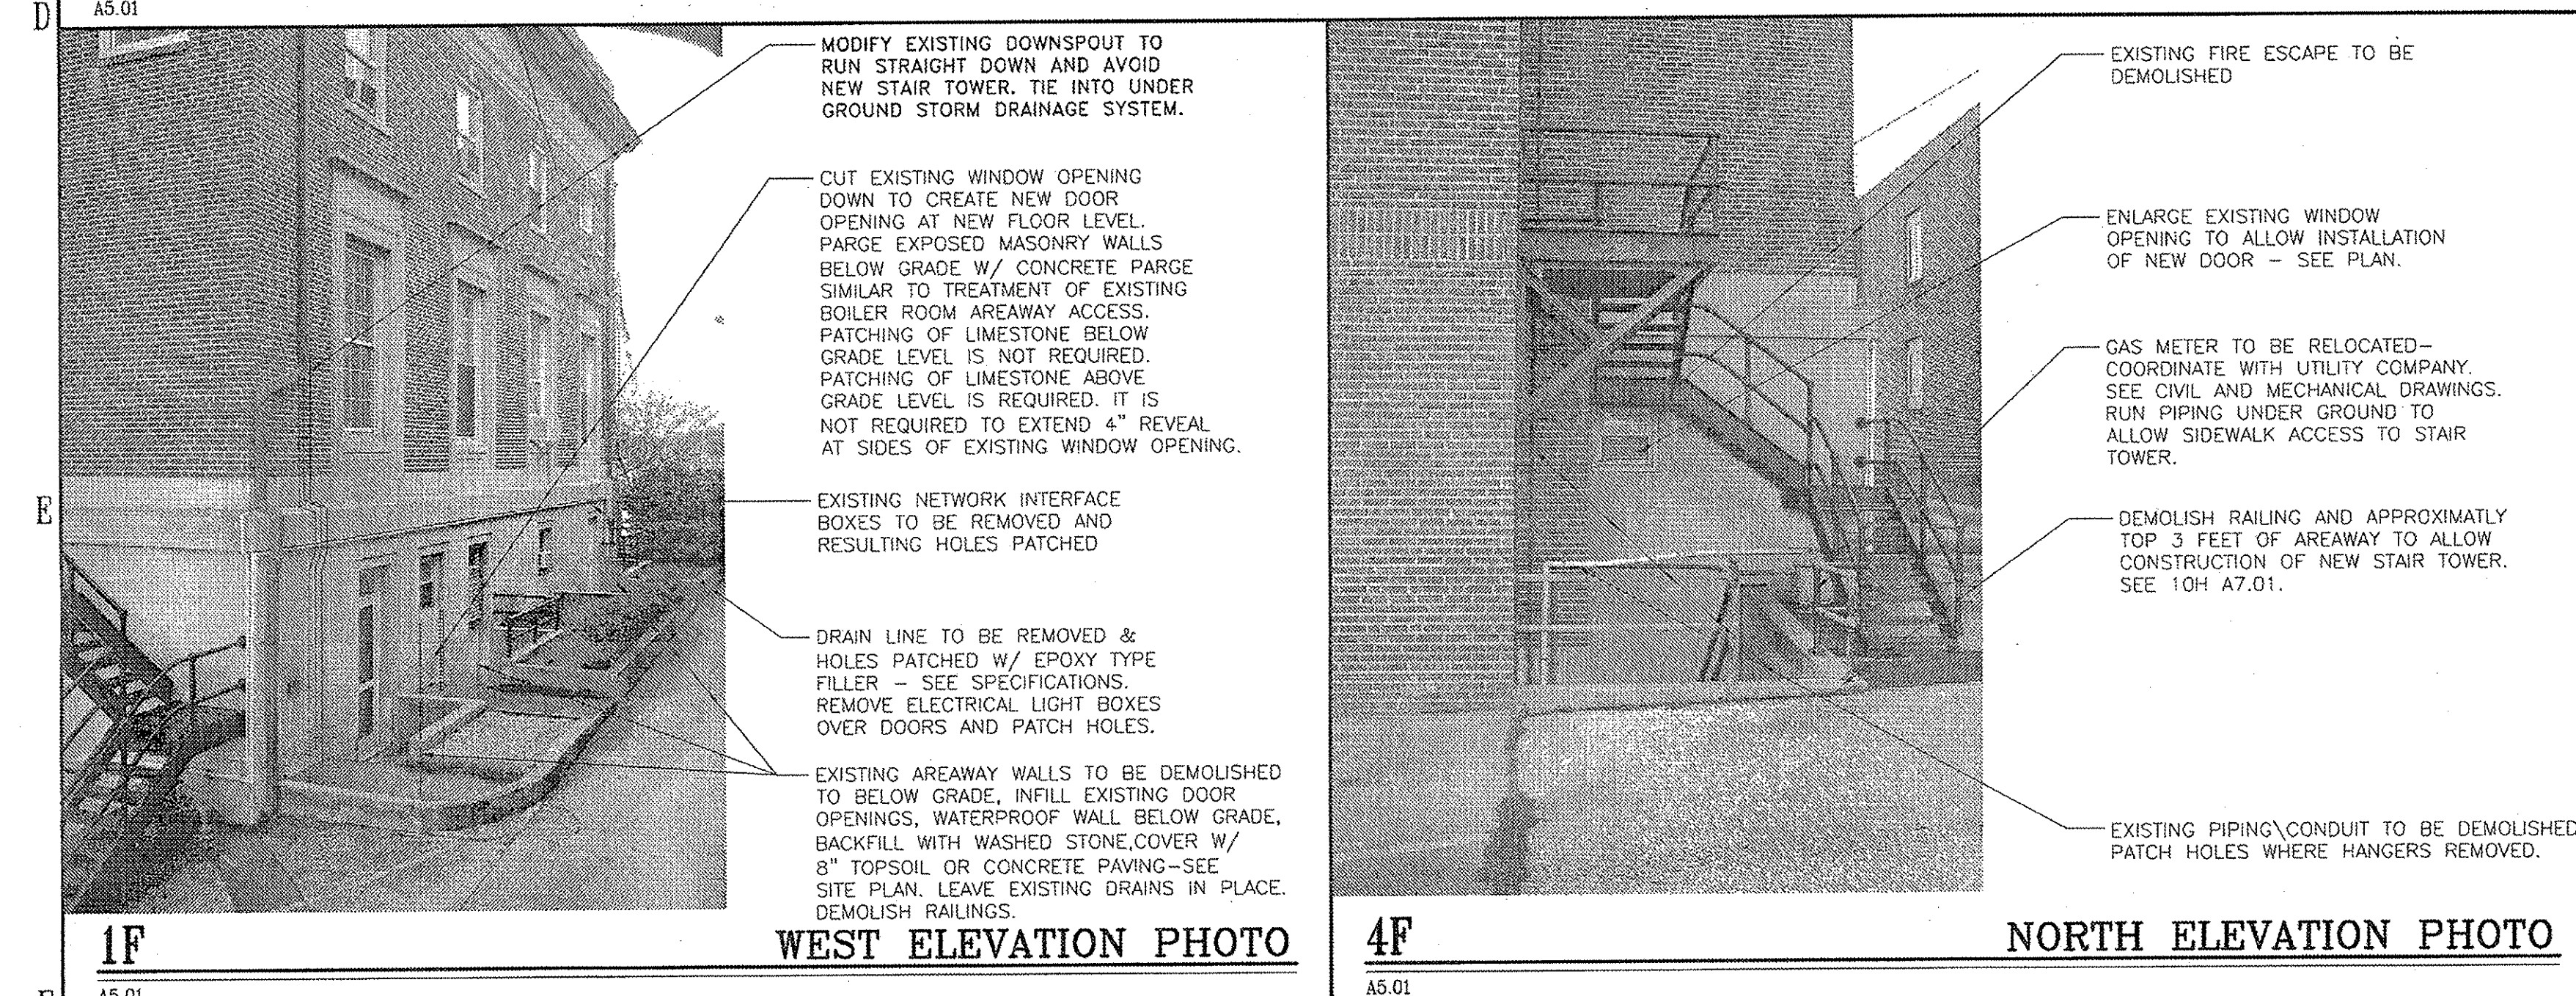 D
A5.01
MODIFY EXISTING DOWNSPOUT TO
RUN STRAIGHT DOWN AND AVOID
NEW STAIR TOWER. TIE INTO UNDER
GROUND STORM DRAINAGE SYSTEM.
CUT EXISTING WINDOW OPENING
DOWN TO CREATE NEW DOOR
OPENING AT NEW FLOOR LEVEL.
PARGE EXPOSED MASONRY WALLS
BELOW GRADE W/ CONCRETE PARGE
SIMILAR TO TREATMENT OF EXISTING
BOILER ROOM AREAWAY ACCESS.
PATCHING OF LIMESTONE BELOW
GRADE LEVEL IS NOT REQUIRED.
PATCHING OF LIMESTONE ABOVE
GRADE LEVEL IS REQUIRED. IT IS
NOT REQUIRED TO EXTEND 4" REVEAL
AT SIDES OF EXISTING WINDOW OPENING.
E
EXISTING NETWORK INTERFACE
BOXES TO BE REMOVED AND
RESULTING HOLES PATCHED
DRAIN LINE TO BE REMOVED &
HOLES PATCHED W/ EPOXY TYPE
FILLER - SEE SPECIFICATIONS.
REMOVE ELECTRICAL LIGHT BOXES
OVER DOORS AND PATCH HOLES.
EXISTING AREAWAY WALLS TO BE DEMOLISHED
TO BELOW GRADE, INFILL EXISTING DOOR
OPENINGS, WATERPROOF WALL BELOW GRADE,
BACKFILL WITH WASHED STONE,COVER W/
8" TOPSOIL OR CONCRETE PAVING-SEE
SITE PLAN. LEAVE EXISTING DRAINS IN PLACE.
DEMOLISH RAILINGS.
1F
WEST ELEVATION PHOTO
A5.01
EXISTING FIRE ESCAPE TO BE
DEMOLISHED
ENLARGE EXISTING WINDOW
OPENING TO ALLOW INSTALLATION
OF NEW DOOR - SEE PLAN.
GAS METER TO BE RELOCATED-
COORDINATE WITH UTILITY COMPANY.
SEE CIVIL AND MECHANICAL DRAWINGS.
RUN PIPING UNDER GROUND TO
ALLOW SIDEWALK ACCESS TO STAIR
TOWER.
DEMOLISH RAILING AND APPROXIMATLY
TOP 3 FEET OF AREAWAY TO ALLOW
CONSTRUCTION OF NEW STAIR TOWER.
SEE 10H A7.01.
EXISTING PIPING\CONDUIT TO BE DEMOLISHED
PATCH HOLES WHERE HANGERS REMOVED.
4F
NORTH ELEVATION PHOTO
A5.01